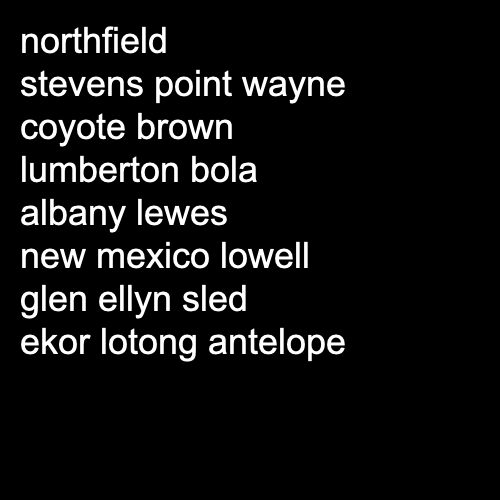 northfield
stevens point wayne
coyote brown
lumberton bola
albany lewes
new mexico lowell
glen ellyn sled
ekor lotong antelope